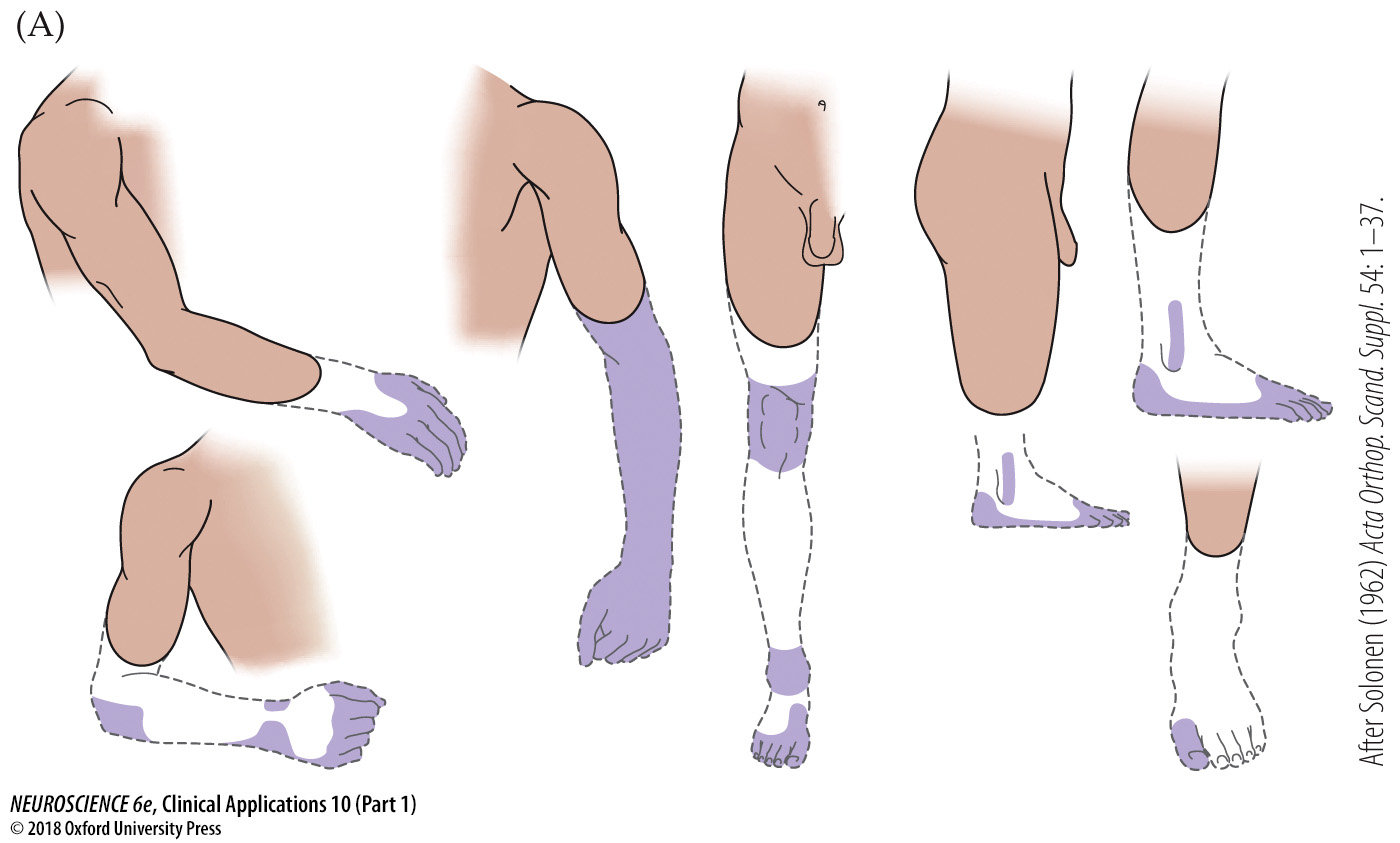 (A)
After Solonen (1962) Acta Orthop. Scand. Suppl. 54: 1–37.
NEUROSCIENCE 6e, Clinical Applications 10 (Part 1)
© 2018 Oxford University Press